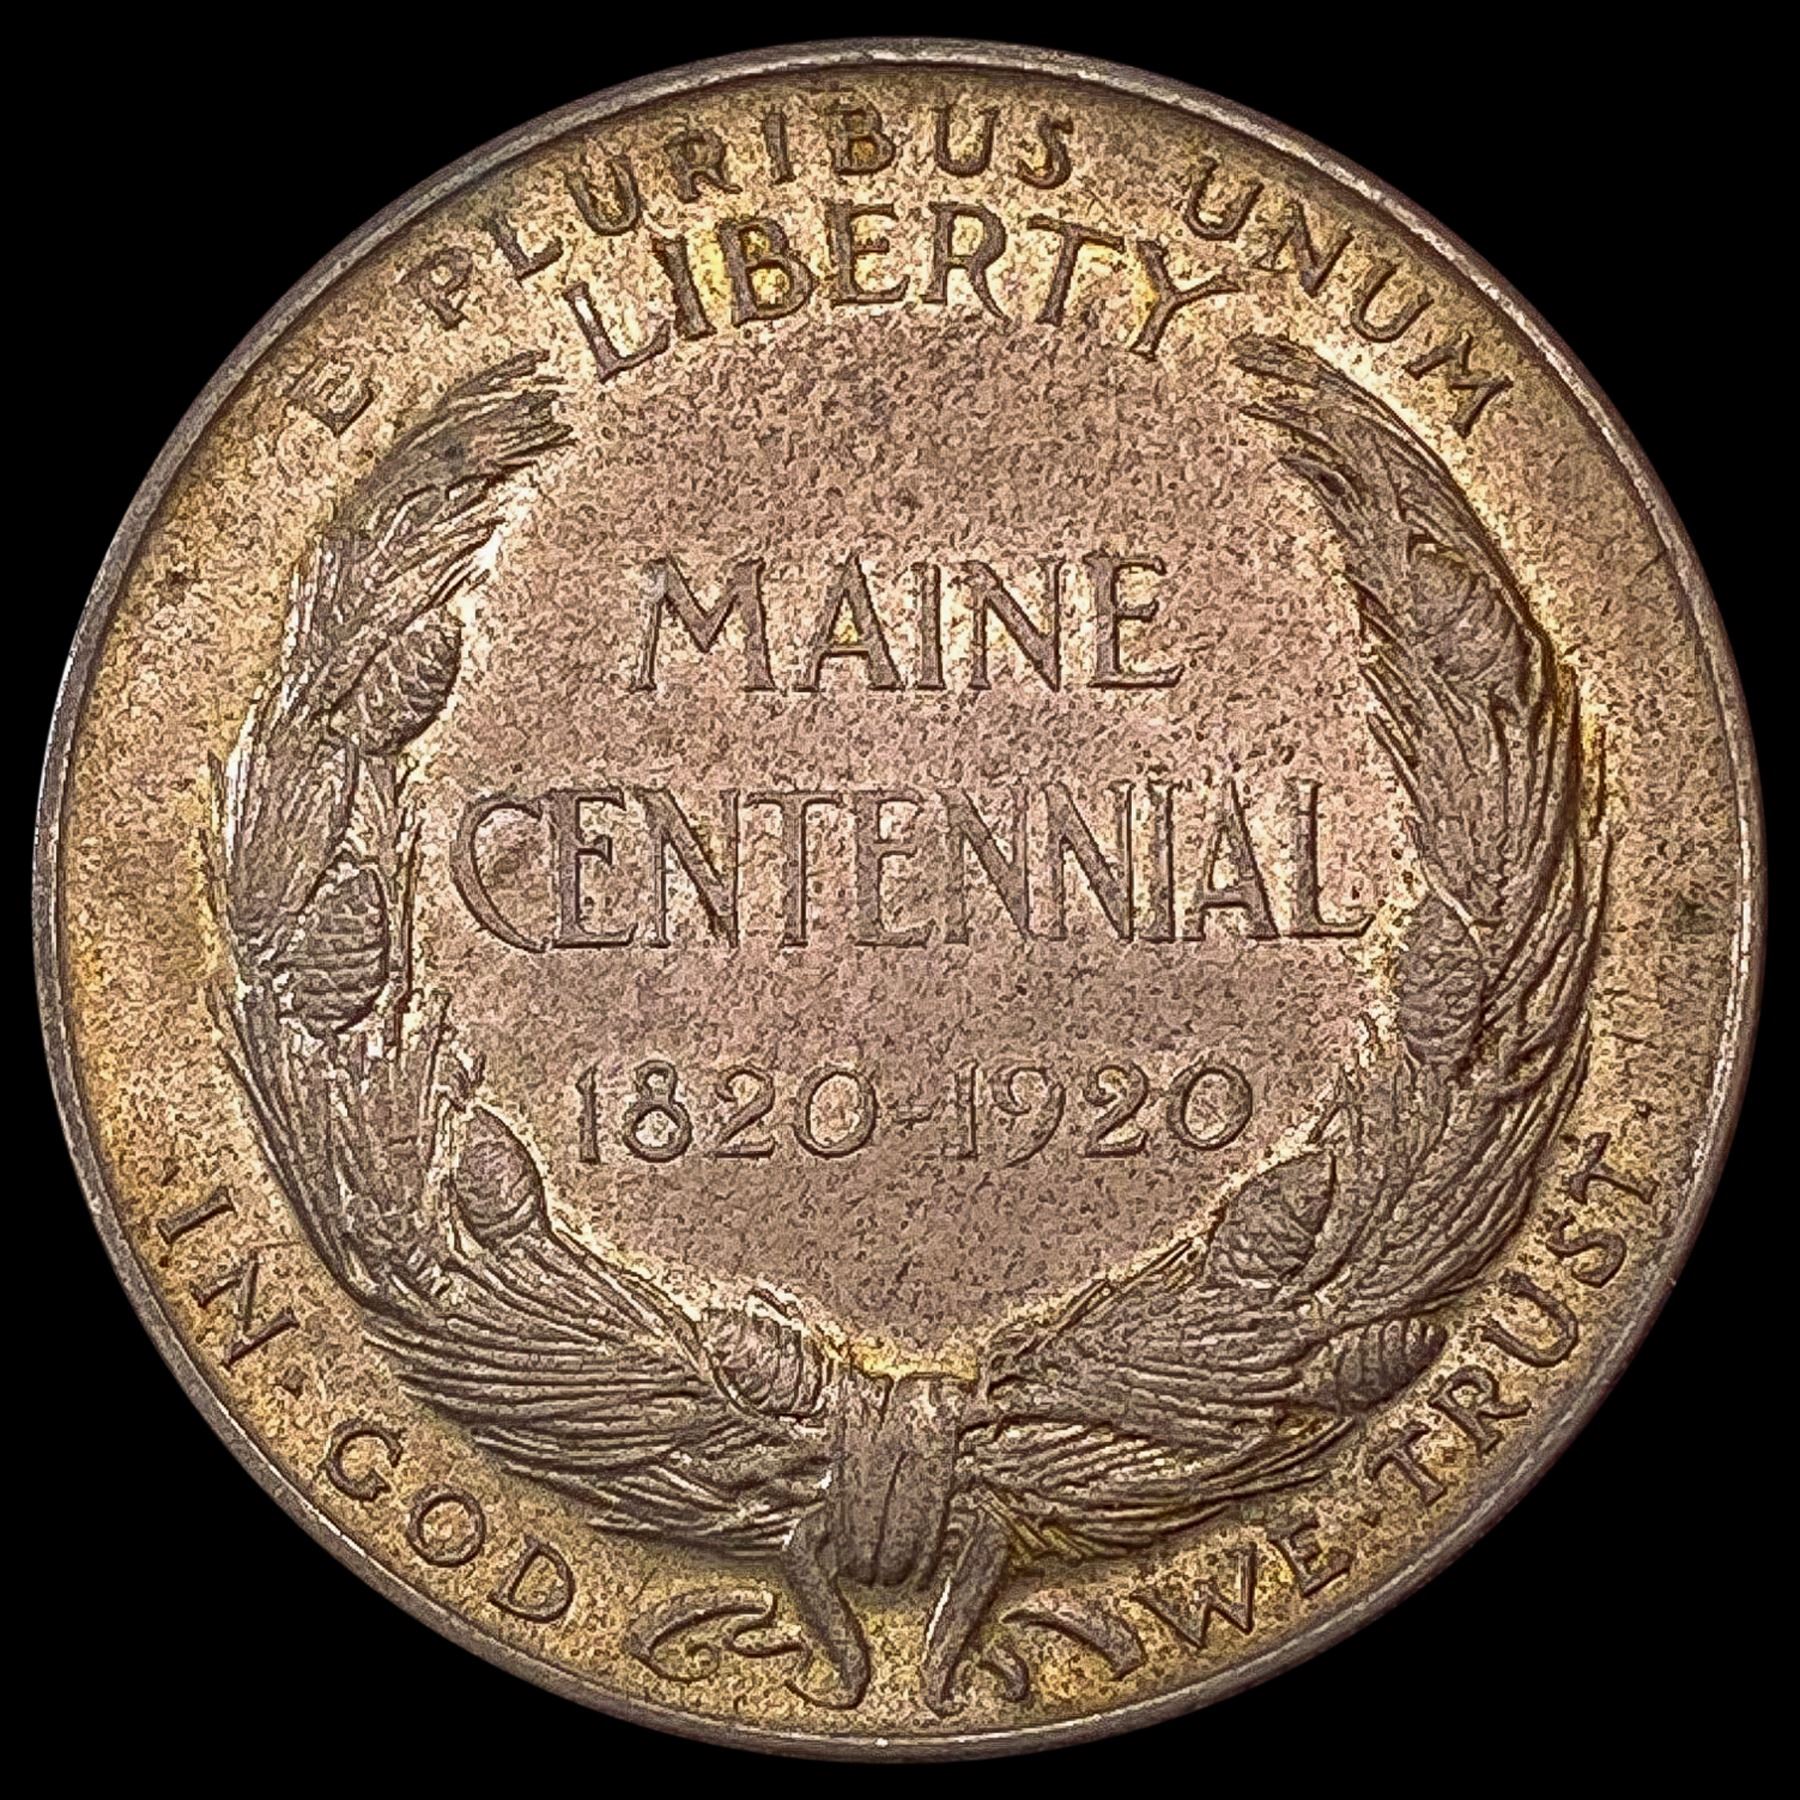 E PLURIBUS UNUM
LIBERTY
MAINE
CENTENNIAL
1820-1920
IN·GOD
WE·TRUST·